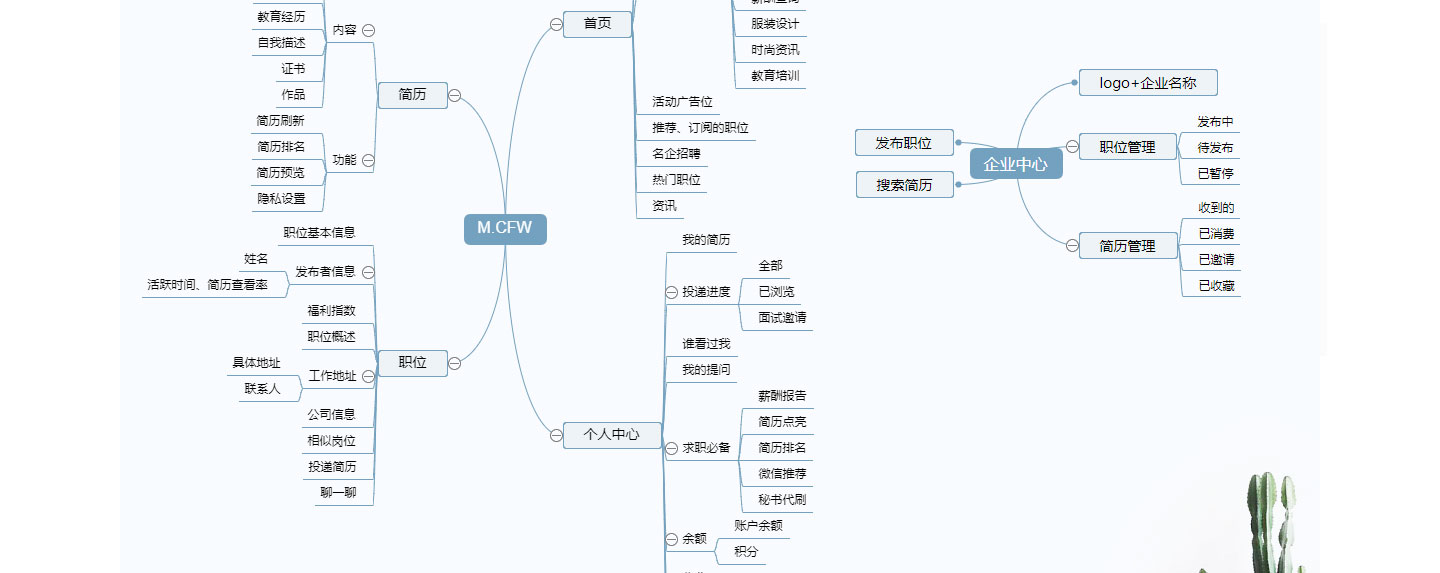 教育经历
自我描述
证书
作品
内容
简历刷新
简历排名
简历预览
隐私设置
功能
简历
职位基本信息
姓名
活跃时间、简历查看率
发布者信息
福利指数
职位概述
具体地址
联系人
工作地址
公司信息
相似岗位
投递简历
聊一聊
职位
M.CFW
首页
服装设计
时尚资讯
教育培训
活动广告位
推荐、订阅的职位
名企招聘
热门职位
资讯
个人中心
我的简历
投递进度
全部
已浏览
面试邀请
谁看过我
我的提问
求职必备
薪酬报告
简历点亮
简历排名
微信推荐
秘书代刷
余额
账户余额
积分
发布职位
搜索简历
企业中心
logo+企业名称
职位管理
发布中
待发布
已暂停
简历管理
收到的
已消费
已邀请
已收藏